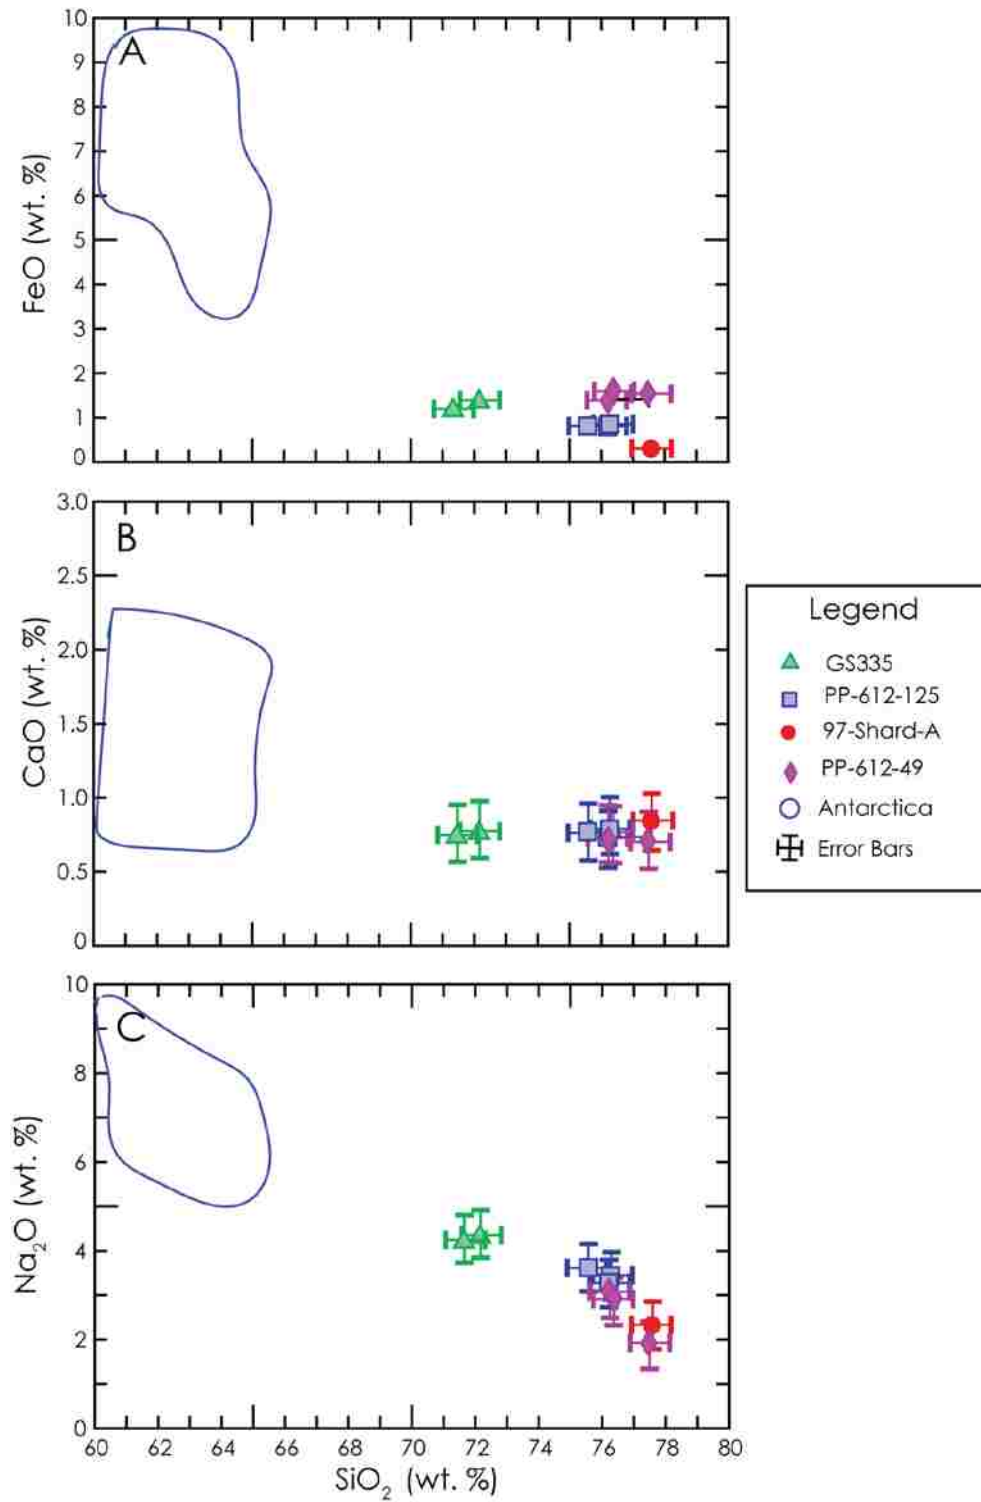 A
10
9
8
7
6
5
4
3
2
1
0
FeO (wt. %)
B
3.0
2.5
2.0
1.5
1.0
0.5
0
CaO (wt. %)
Legend
GS335
PP-612-125
97-Shard-A
PP-612-49
Antarctica
Error Bars
C
10
8
6
4
2
0
Na2O (wt. %)
60 62 64 66 68 70 72 74 76 78 80
SiO2 (wt. %)